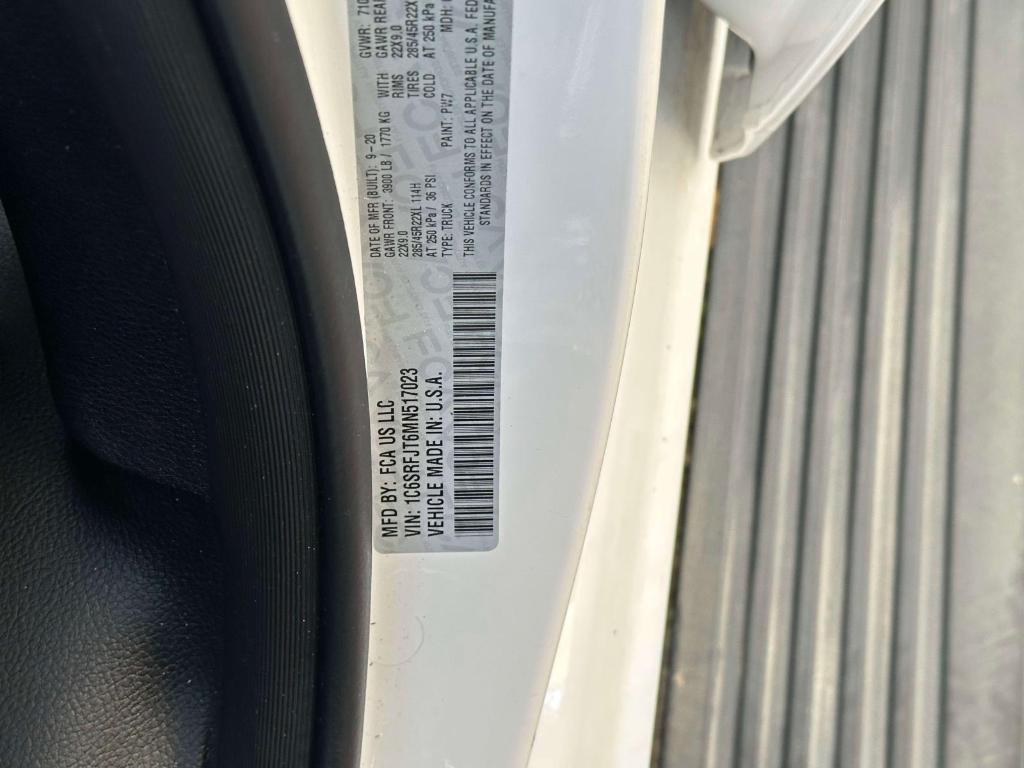 MFD BY: FCA US LLC
VIN: 1C6SRFJT6MN517023
VEHICLE MADE IN: U.S.A.
DATE OF MFR (BUILT): 9-20
GVWR: 710
GAWR FRONT: 3900 LB / 1770 KG WITH
GAWR REAR
22X9.0 RIMS
22X9.0
285/45R22XL 114H TIRES
285/45R22X
AT 250 kPa / 36 PSI COLD
AT 250 kPa
TYPE: TRUCK PAINT: PW7 MDH:
THIS VEHICLE CONFORMS TO ALL APPLICABLE U.S.A. FED
STANDARDS IN EFFECT ON THE DATE OF MANUFA